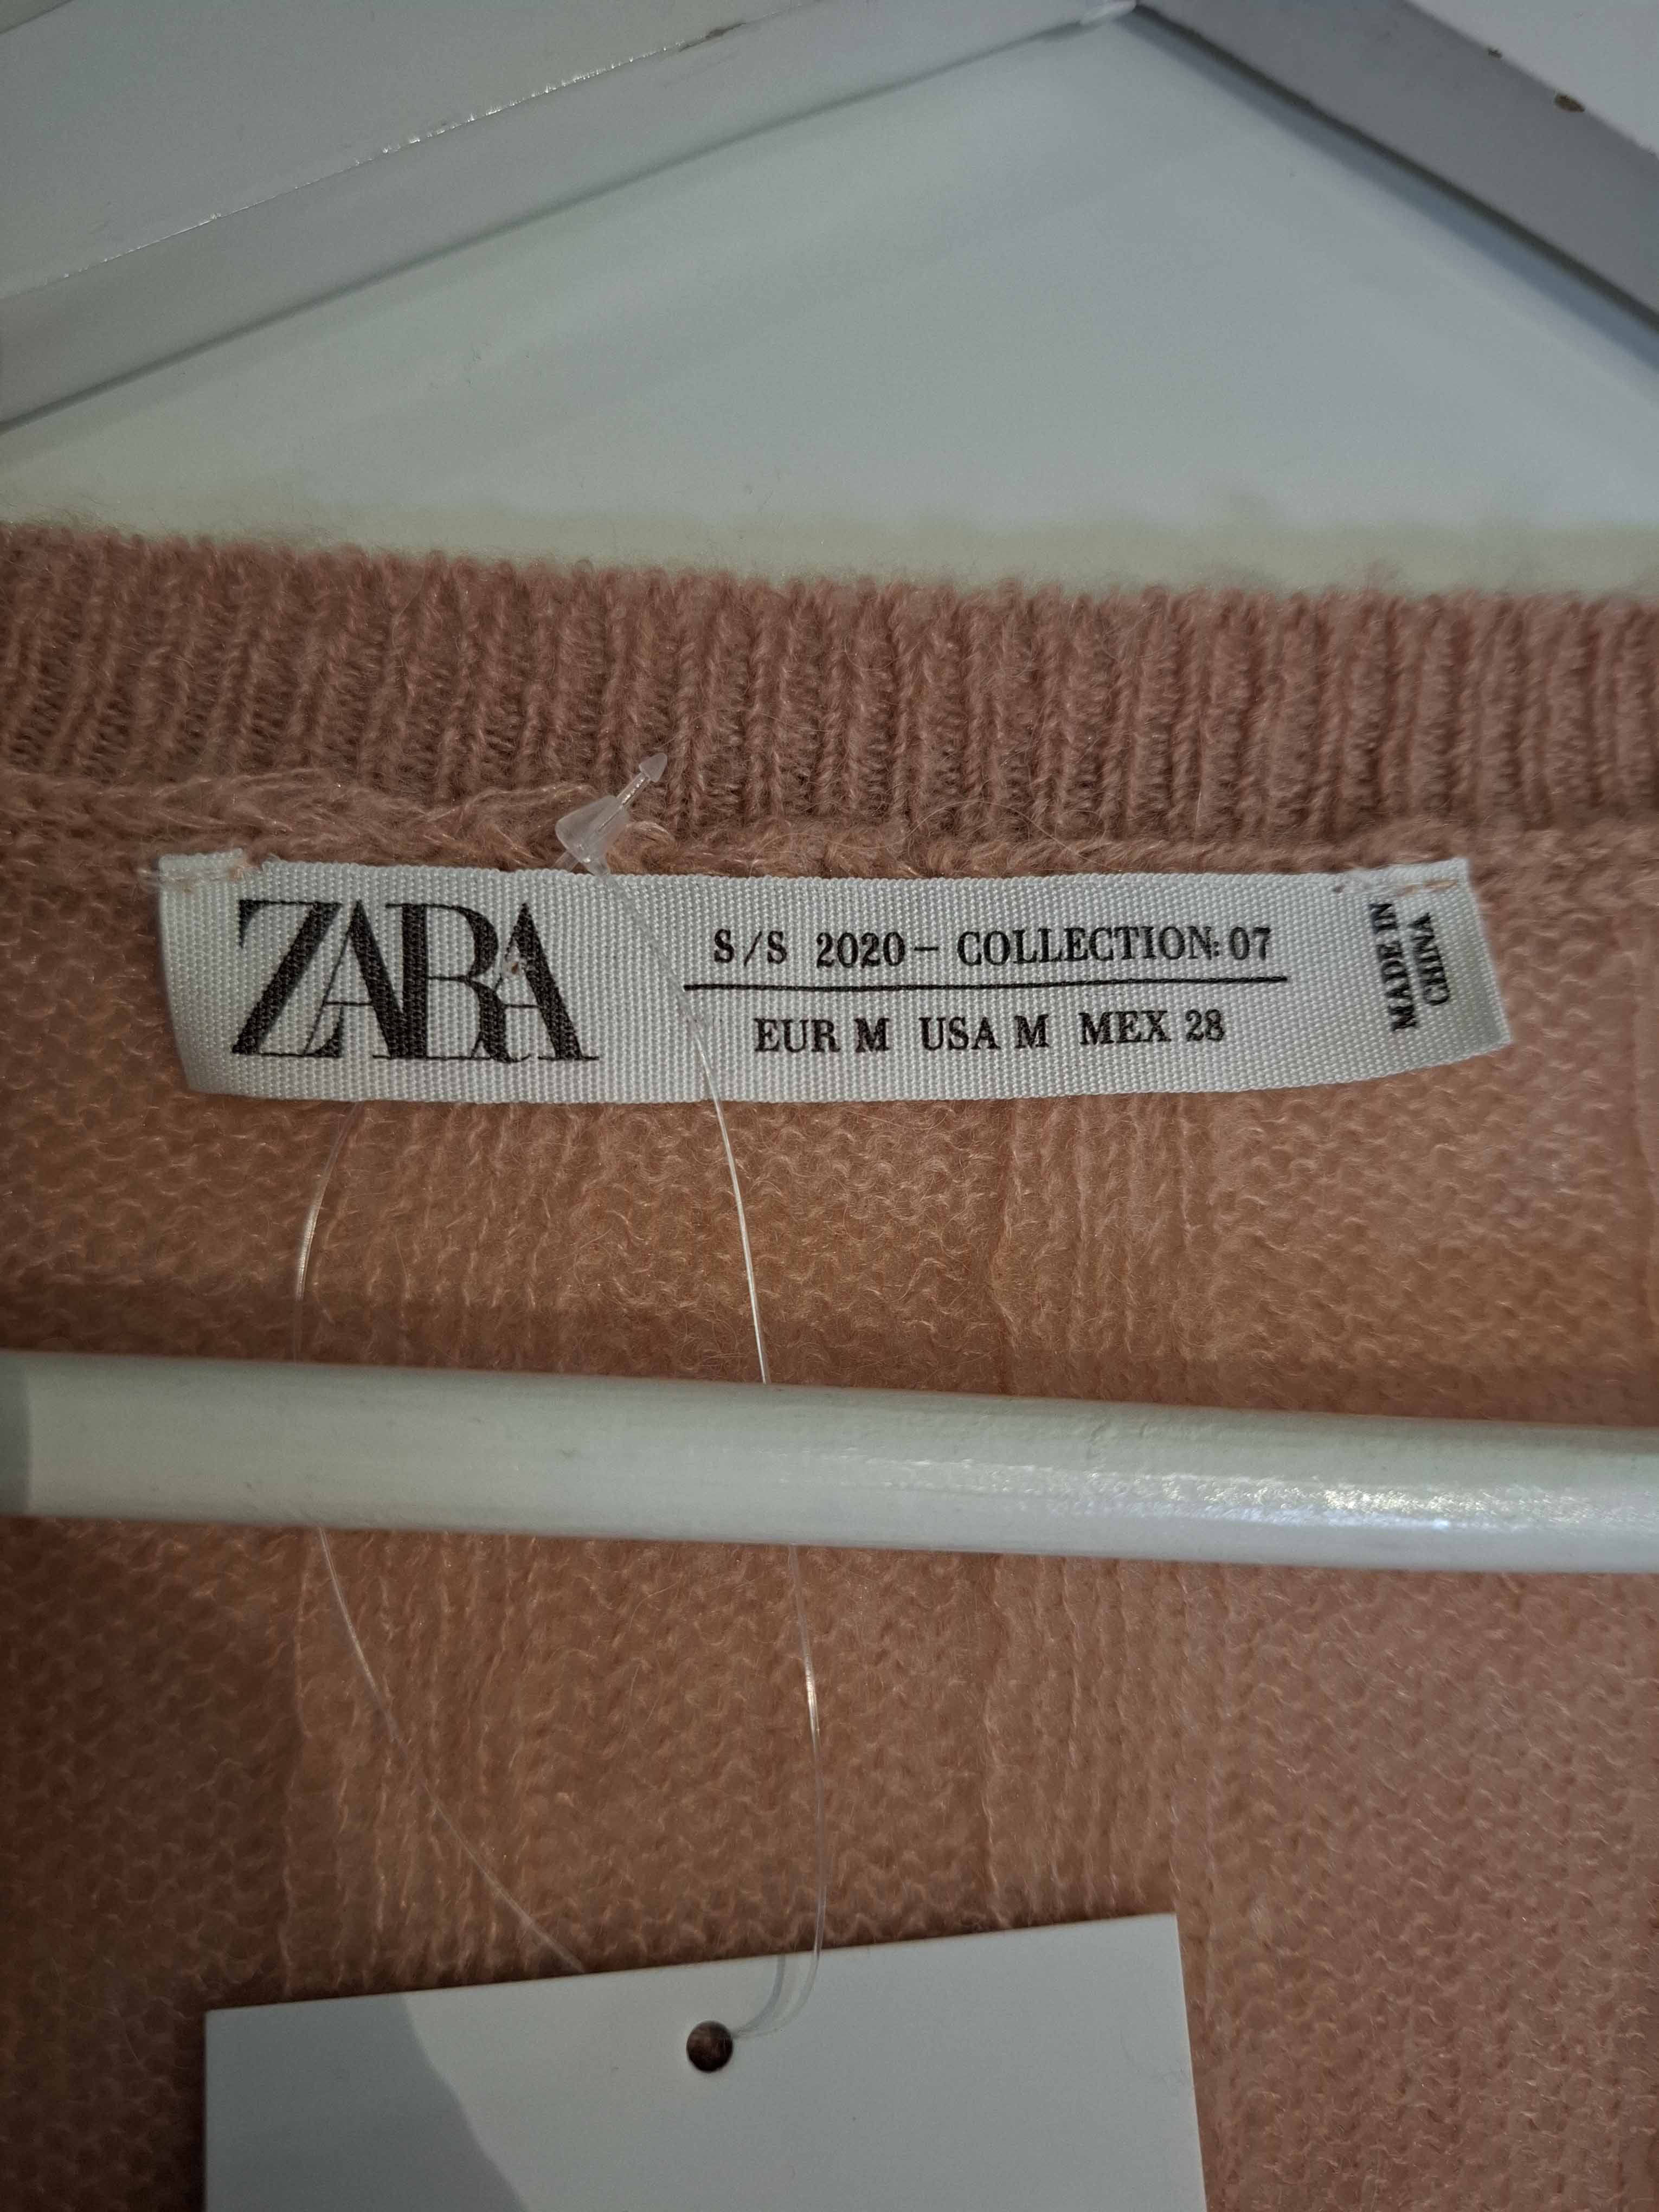 ZARA
S/S 2020 – COLLECTION: 07
EUR M USA M MEX 28
MADE IN
CHINA